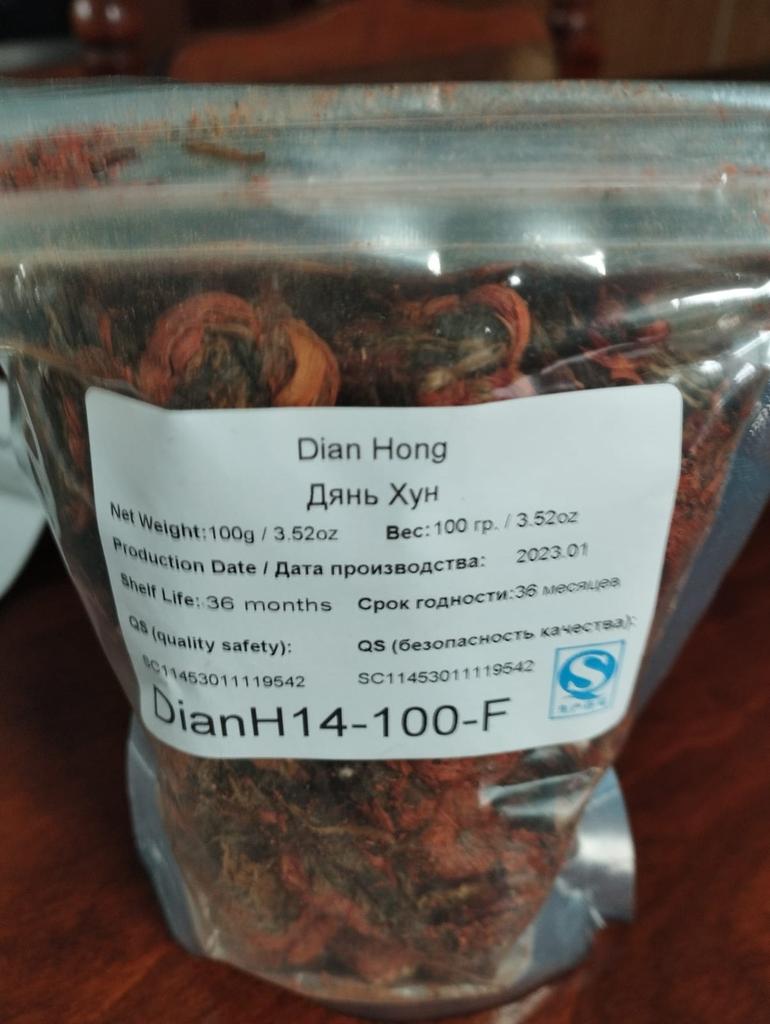 Dian Hong
Дянь Хун
Net Weight:100g / 3.52oz Вес:100 гр. / 3.52oz
Production Date / Дата производства: 2023.01
Shelf Life: 36 months Срок годности:36 месяцев
QS (quality safety): QS (безопасность качества):
SC11453011119542 SC11453011119542
DianH14-100-F